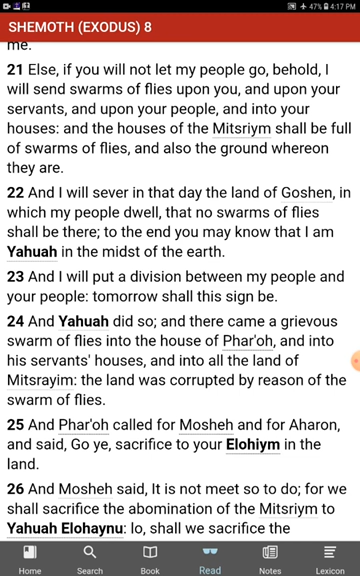 47% 4:17 PM
SHEMOTH (EXODUS) 8
me.
21 Else, if you will not let my people go, behold, I
will send swarms of flies upon you, and upon your
servants, and upon your people, and into your
houses: and the houses of the Mitsriym shall be full
of swarms of flies, and also the ground whereon
they are.
22 And I will sever in that day the land of Goshen, in
which my people dwell, that no swarms of flies
shall be there; to the end you may know that I am
Yahuah in the midst of the earth.
23 And I will put a division between my people and
your people: tomorrow shall this sign be.
24 And Yahuah did so; and there came a grievous
swarm of flies into the house of Phar'oh, and into
his servants' houses, and into all the land of
Mitsrayim: the land was corrupted by reason of the
swarm of flies.
25 And Phar'oh called for Mosheh and for Aharon,
and said, Go ye, sacrifice to your Elohiym in the
land.
26 And Mosheh said, It is not meet so to do; for we
shall sacrifice the abomination of the Mitsriym to
Yahuah Elohaynu: lo, shall we sacrifice the
Home Search Book Read Notes Lexicon